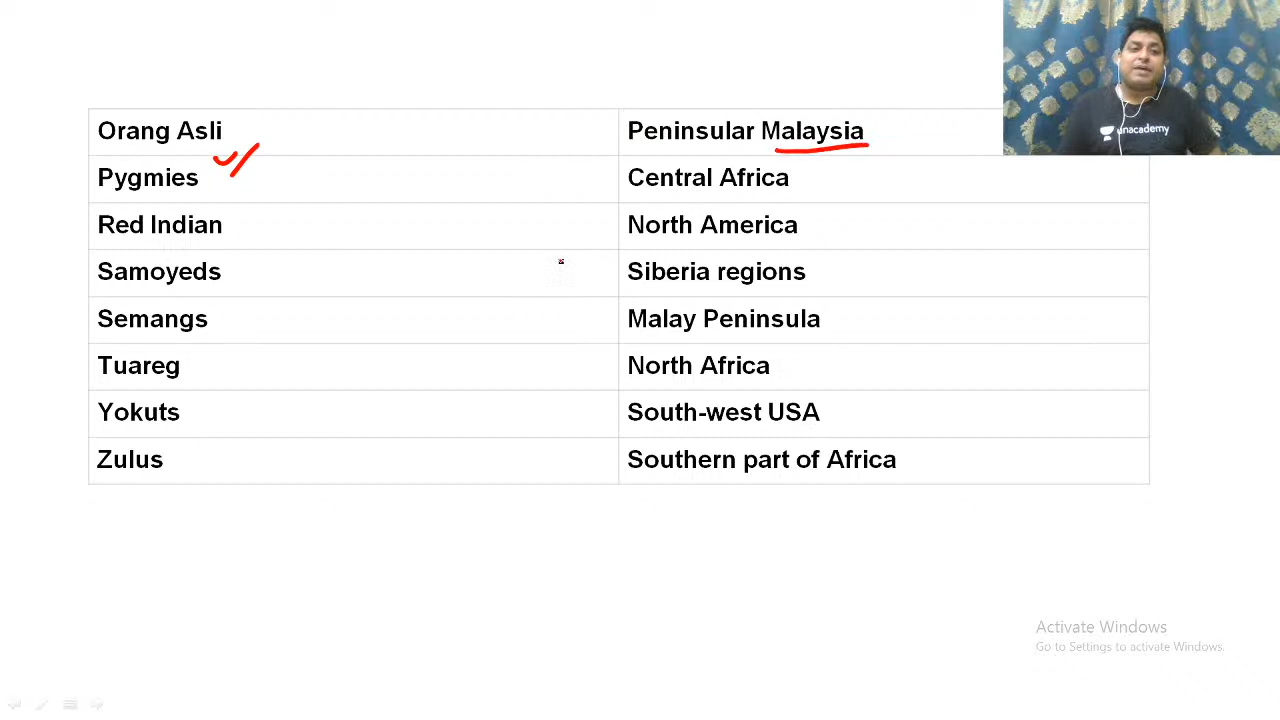 unacademy
Orang Asli Peninsular Malaysia
Pygmies Central Africa
Red Indian North America
Samoyeds Siberia regions
Semangs Malay Peninsula
Tuareg North Africa
Yokuts South-west USA
Zulus Southern part of Africa
Activate Windows
Go to Settings to activate Windows.